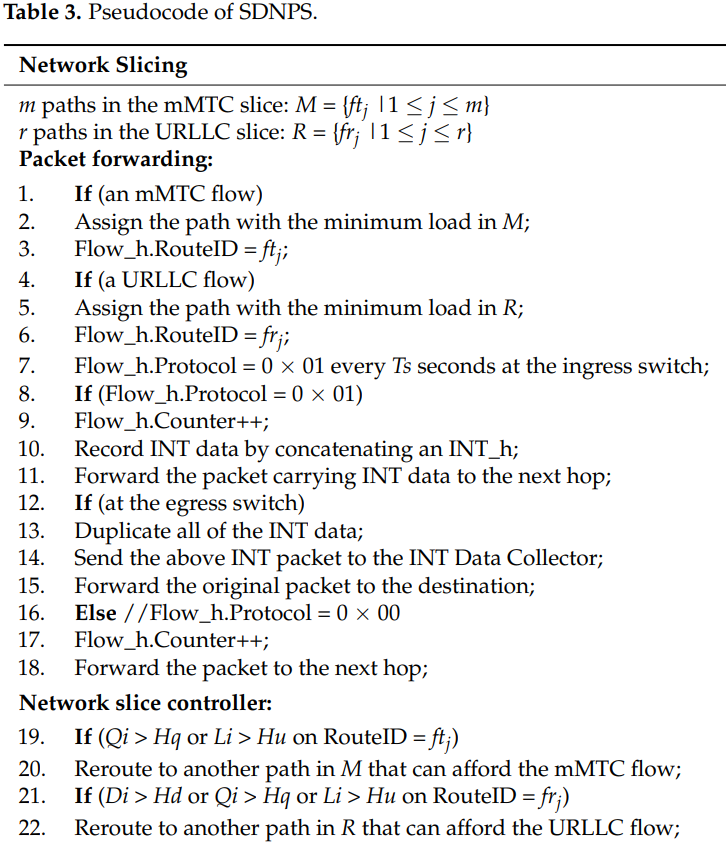 Table 3. Pseudocode of SDNPS.
Network Slicing
m paths in the mMTC slice: M = {ftj |1 ≤ j ≤ m}
r paths in the URLLC slice: R = {frj |1 ≤ j ≤ r}
Packet forwarding:
1. If (an mMTC flow)
2. Assign the path with the minimum load in M;
3. Flow_h.RouteID = ftj;
4. If (a URLLC flow)
5. Assign the path with the minimum load in R;
6. Flow_h.RouteID = frj;
7. Flow_h.Protocol = 0 × 01 every Ts seconds at the ingress switch;
8. If (Flow_h.Protocol = 0 × 01)
9. Flow_h.Counter++;
10. Record INT data by concatenating an INT_h;
11. Forward the packet carrying INT data to the next hop;
12. If (at the egress switch)
13. Duplicate all of the INT data;
14. Send the above INT packet to the INT Data Collector;
15. Forward the original packet to the destination;
16. Else //Flow_h.Protocol = 0 × 00
17. Flow_h.Counter++;
18. Forward the packet to the next hop;
Network slice controller:
19. If (Qi > Hq or Li > Hu on RouteID = ftj)
20. Reroute to another path in M that can afford the mMTC flow;
21. If (Di > Hd or Qi > Hq or Li > Hu on RouteID = frj)
22. Reroute to another path in R that can afford the URLLC flow;